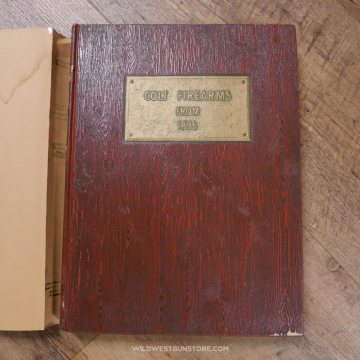 COLT FIREARMS
FROM
1836
WILDWESTGUNSTORE.COM